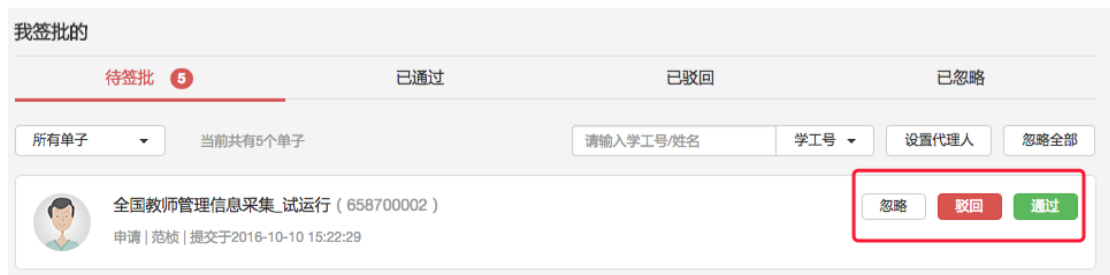 我签批的
待签批 5 已通过 已驳回 已忽略
所有单子 当前共有5个单子 请输入学工号/姓名 学工号 设置代理人 忽略全部
全国教师管理信息采集_试运行 ( 658700002 ) 忽略 驳回 通过
申请 | 范桢 | 提交于2016-10-10 15:22:29